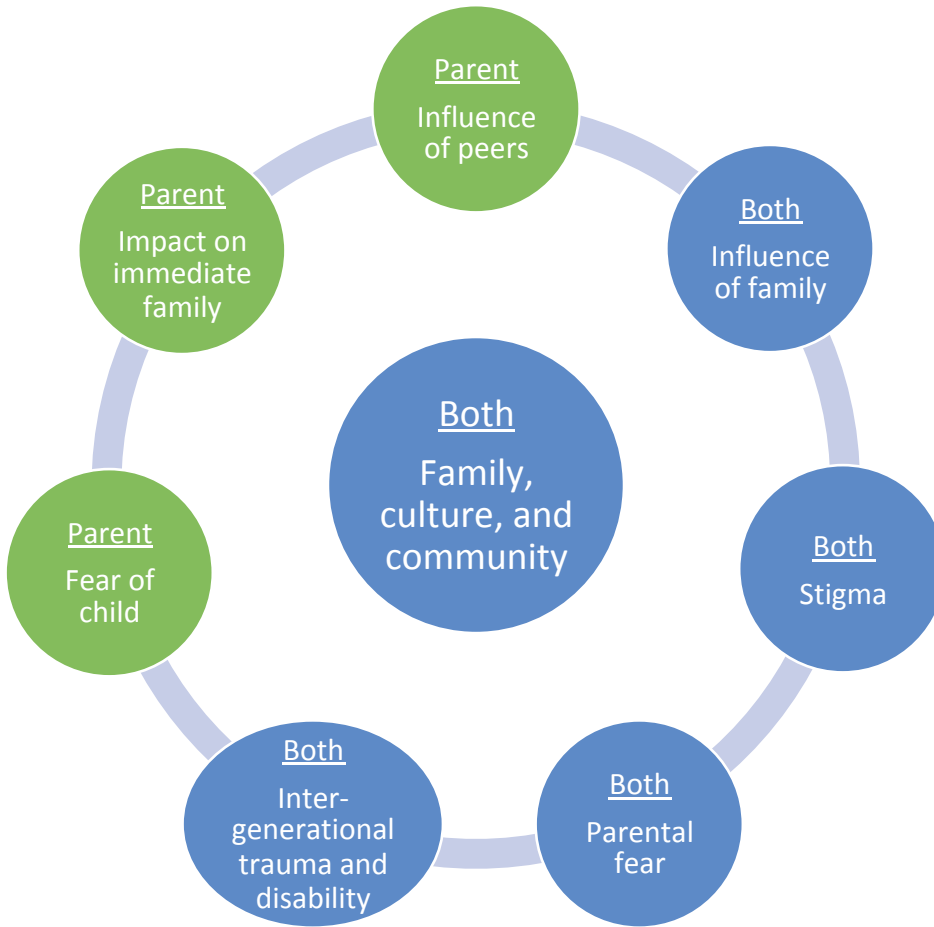 Parent
Influence
of peers
Both
Influence
of family
Both
Stigma
Both
Parental
fear
Both
Inter-
generational
trauma and
disability
Parent
Fear of
child
Parent
Impact on
immediate
family
Both
Family,
culture, and
community